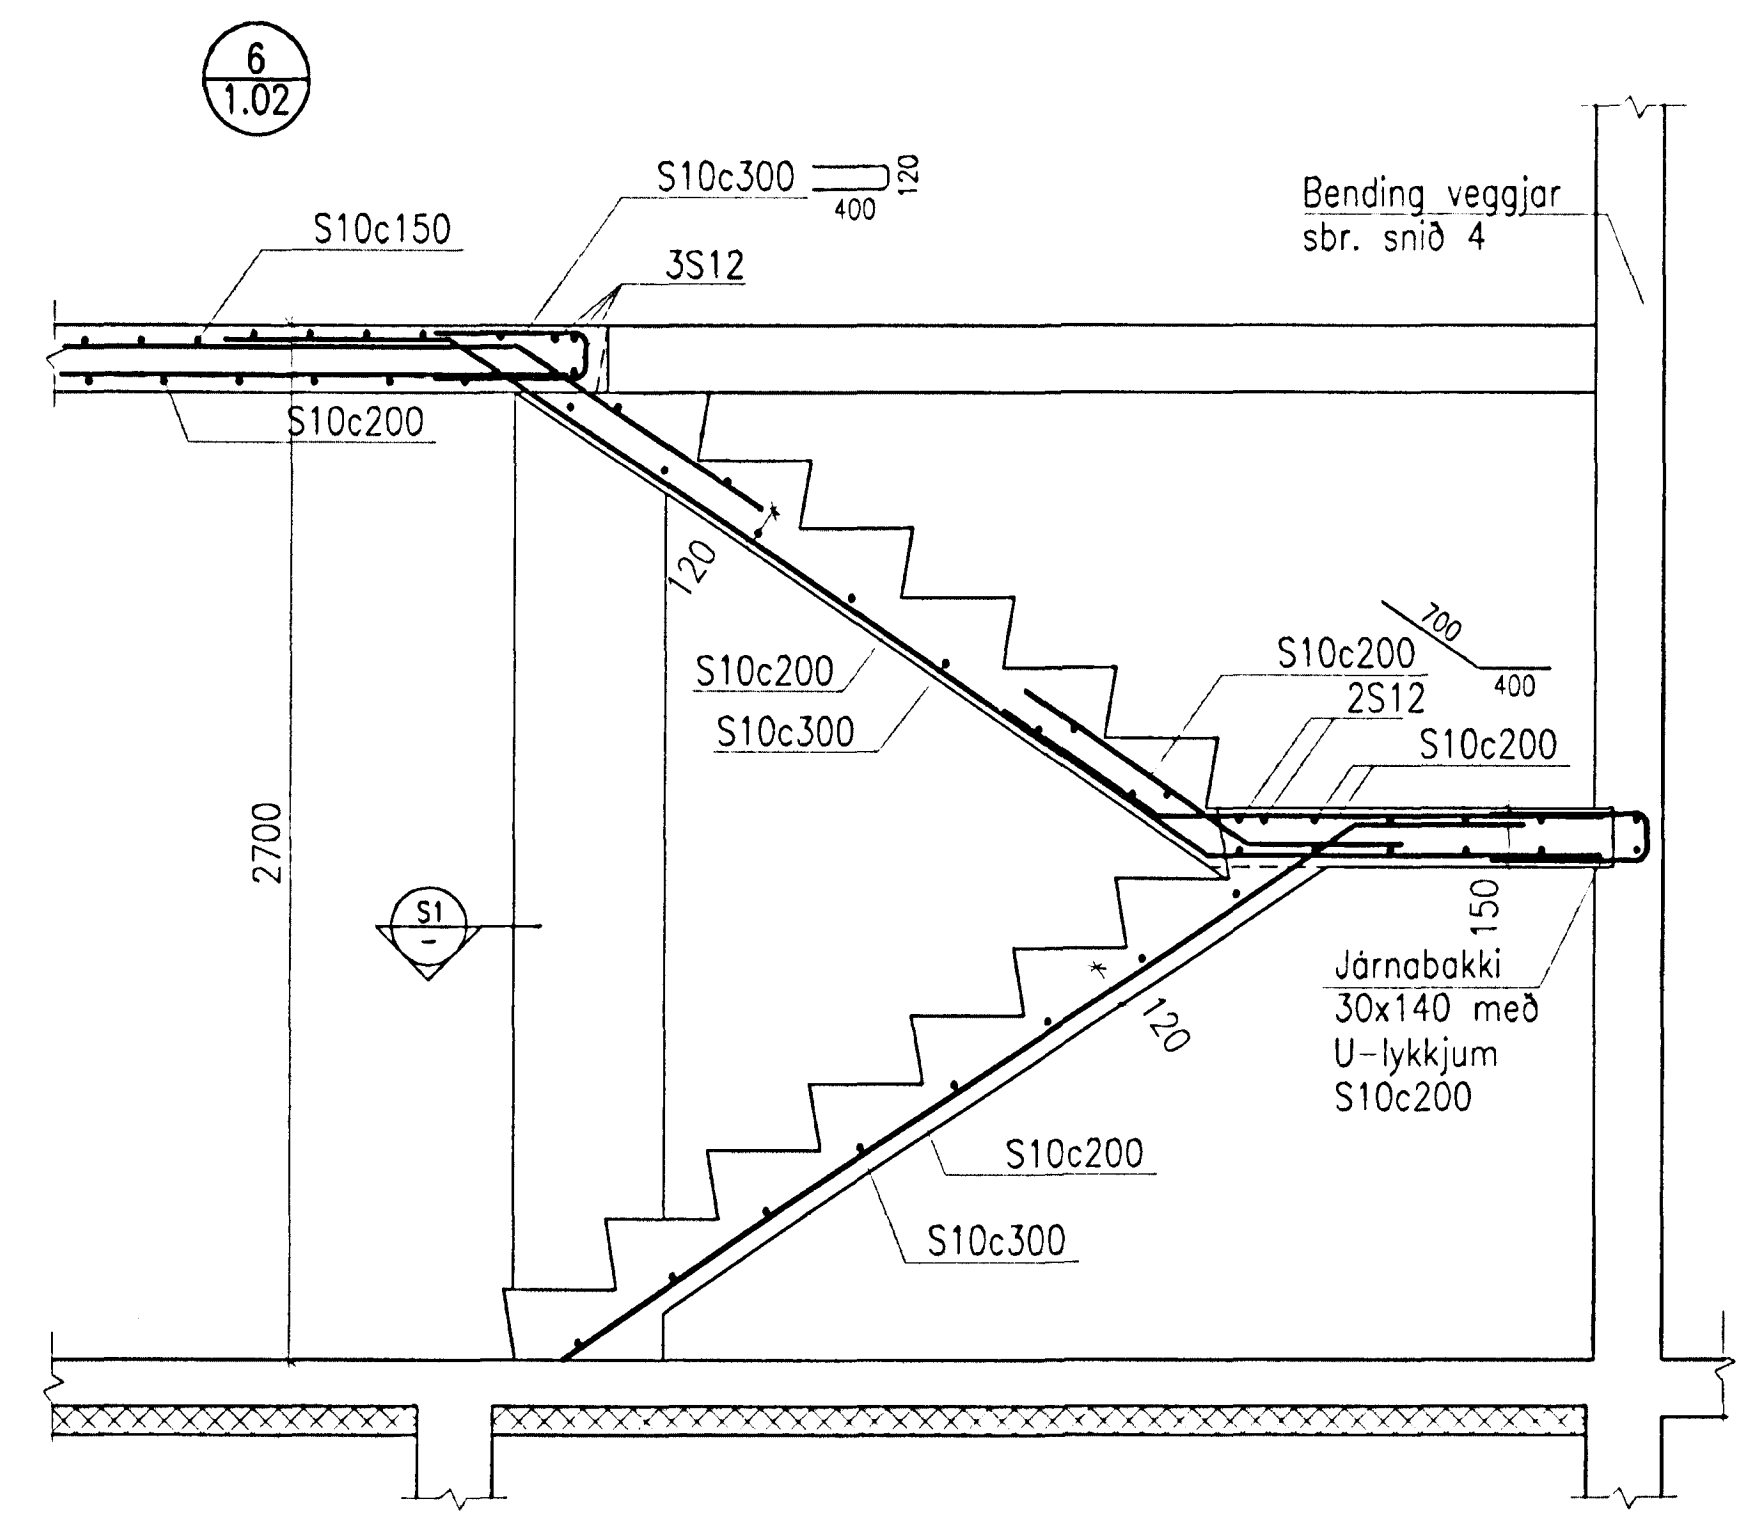 6
1.02
S10c300
120
400
Bending veggjar
sbr. snið 4
S10c150
3S12
S10c200
120
700
S10c200
400
S10c200
2S12
S10c300
S10c200
2700
S1
150
Járnabakki
30x140 með
U-lykkjum
S10c200
120
S10c200
S10c300